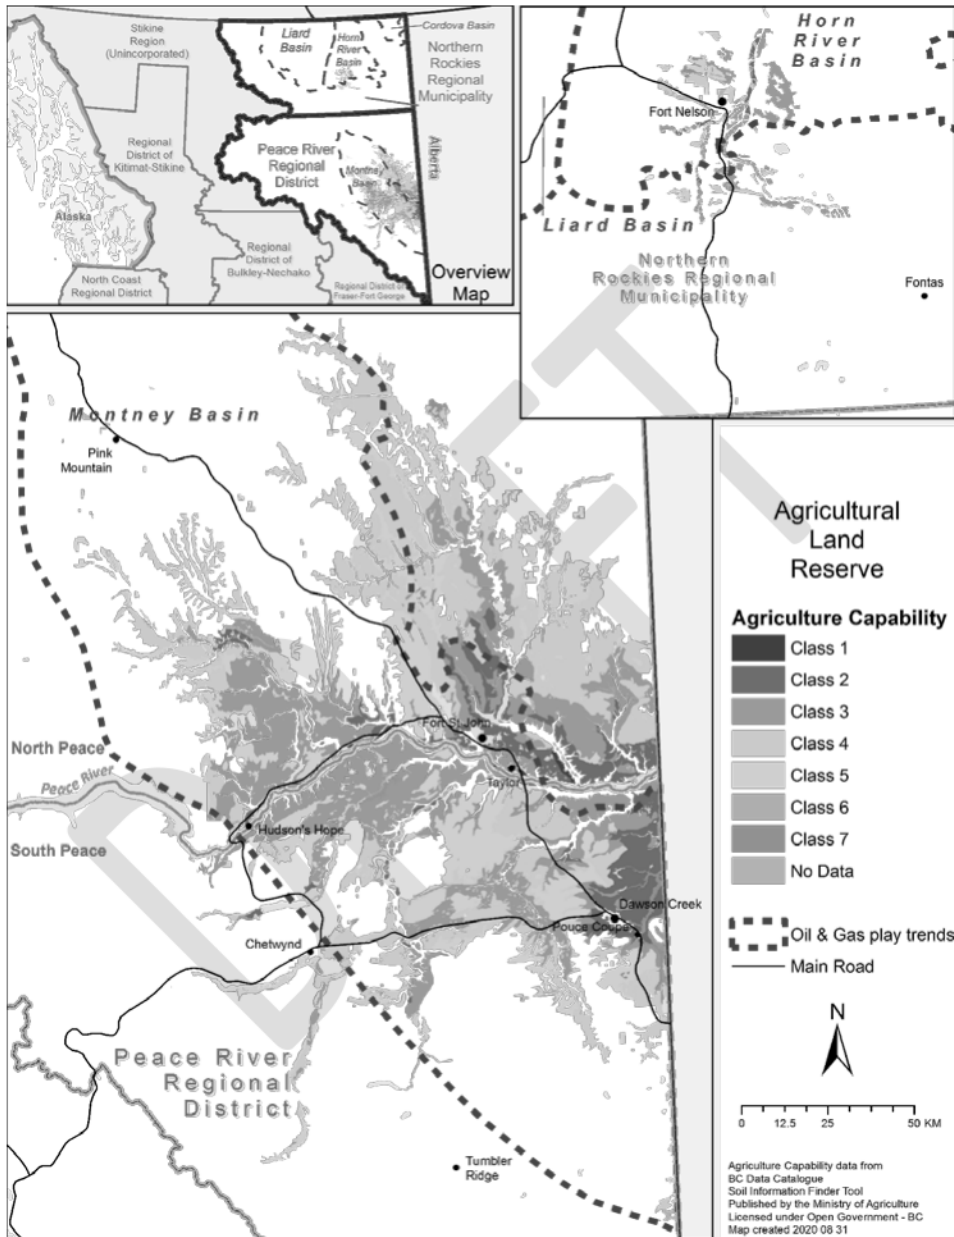 Stikine
Region
(Unincorporated)
Liard
Basin
Horn
River
Basin
Cordova Basin
Northern
Rockies
Regional
Municipality
Regional
District of
Kitimat-Stikine
Peace River
Regional
District
Montney
Basin
Alberta
Alaska
Regional
District of
Bulkley-Nechako
North Coast
Regional District
Regional District of
Fraser-Fort George
Overview
Map
Horn
River
Basin
Fort Nelson
Liard Basin
Northern
Rockies Regional
Municipality
Fontas
Montney Basin
Pink
Mountain
North Peace
Peace River
South Peace
Fort St John
Taylor
Hudson's Hope
Dawson Creek
Pouce Coupe
Chetwynd
Peace River
Regional
District
Tumbler
Ridge
DRAFT
Agricultural
Land
Reserve
Agriculture Capability
Class 1
Class 2
Class 3
Class 4
Class 5
Class 6
Class 7
No Data
Oil & Gas play trends
Main Road
N
0 12.5 25 50 KM
Agriculture Capability data from
BC Data Catalogue
Soil Information Finder Tool
Published by the Ministry of Agriculture
Licensed under Open Government - BC
Map created 2020 08 31